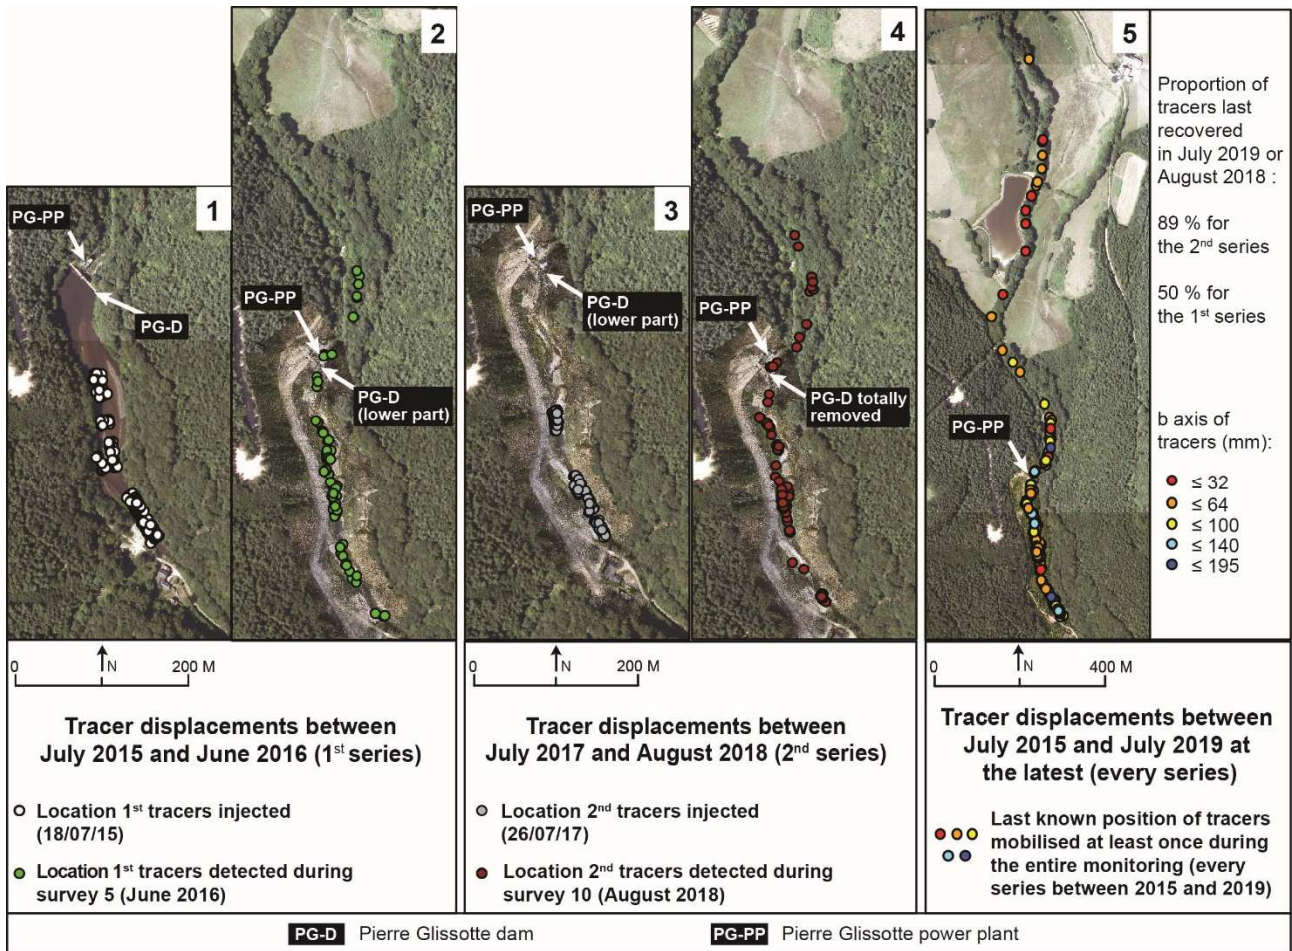 1
PG-PP
PG-D
2
PG-PP
PG-D
(lower part)
3
PG-PP
PG-D
(lower part)
4
PG-PP
PG-D totally
removed
5
PG-PP
Proportion of
tracers last
recovered
in July 2019 or
August 2018 :
89 % for
the 2nd series
50 % for
the 1st series
b axis of
tracers (mm):
≤ 32
≤ 64
≤ 100
≤ 140
≤ 195
0 N 200 M
Tracer displacements between
July 2015 and June 2016 (1st series)
Location 1st tracers injected
(18/07/15)
Location 1st tracers detected during
survey 5 (June 2016)
0 N 200 M
Tracer displacements between
July 2017 and August 2018 (2nd series)
Location 2nd tracers injected
(26/07/17)
Location 2nd tracers detected during
survey 10 (August 2018)
0 N 400 M
Tracer displacements between
July 2015 and July 2019 at
the latest (every series)
Last known position of tracers
mobilised at least once during
the entire monitoring (every
series between 2015 and 2019)
PG-D Pierre Glissotte dam
PG-PP Pierre Glissotte power plant